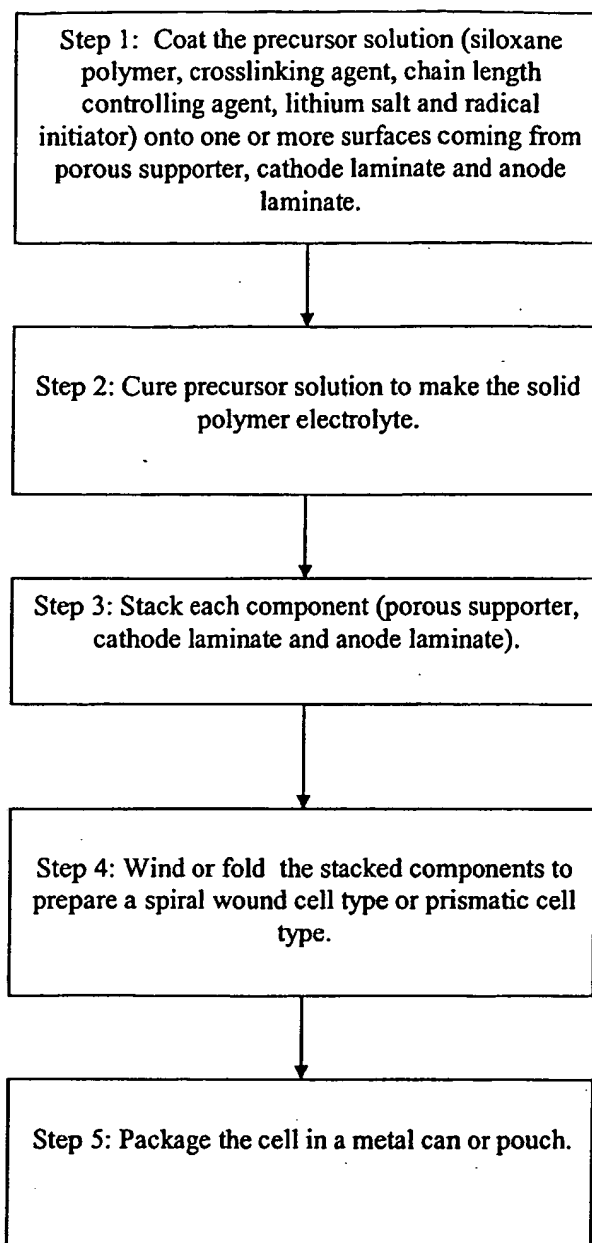 Step 1: Coat the precursor solution (siloxane
polymer, crosslinking agent, chain length
controlling agent, lithium salt and radical
initiator) onto one or more surfaces coming from
porous supporter, cathode laminate and anode
laminate.
Step 2: Cure precursor solution to make the solid
polymer electrolyte.
Step 3: Stack each component (porous supporter,
cathode laminate and anode laminate).
Step 4: Wind or fold the stacked components to
prepare a spiral wound cell type or prismatic cell
type.
Step 5: Package the cell in a metal can or pouch.